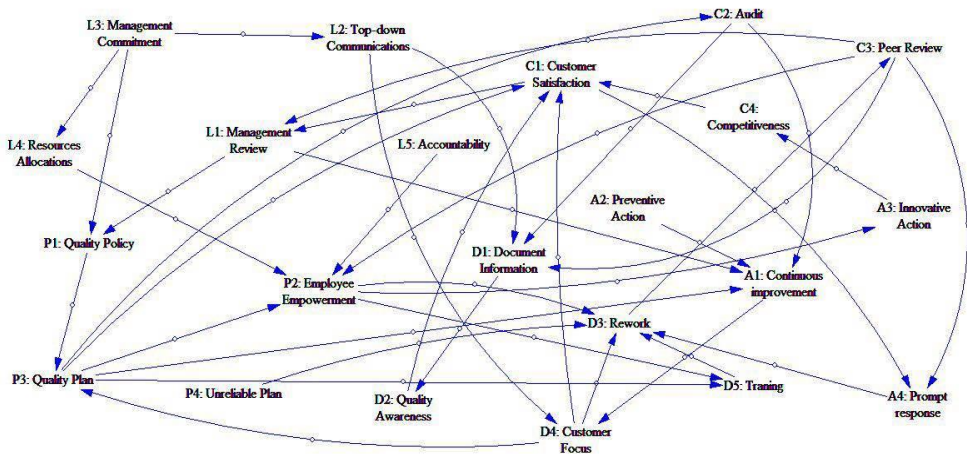 C2: Audit
L3: Management
Commitment
L2: Top-down
Communications
C3: Peer Review
C1: Customer
Satisfaction
C4:
Competitiveness
L1: Management
Review
L4: Resources
Allocations
L5: Accountability
A2: Preventive
Action
A3: Innovative
Action
P1: Quality Policy
D1: Document
Information
P2: Employee
Empowerment
A1: Continuous
improvement
D3: Rework
P3: Quality Plan
P4: Unreliable Plan
D2: Quality
Awareness
D5: Traning
A4: Prompt
response
D4: Customer
Focus